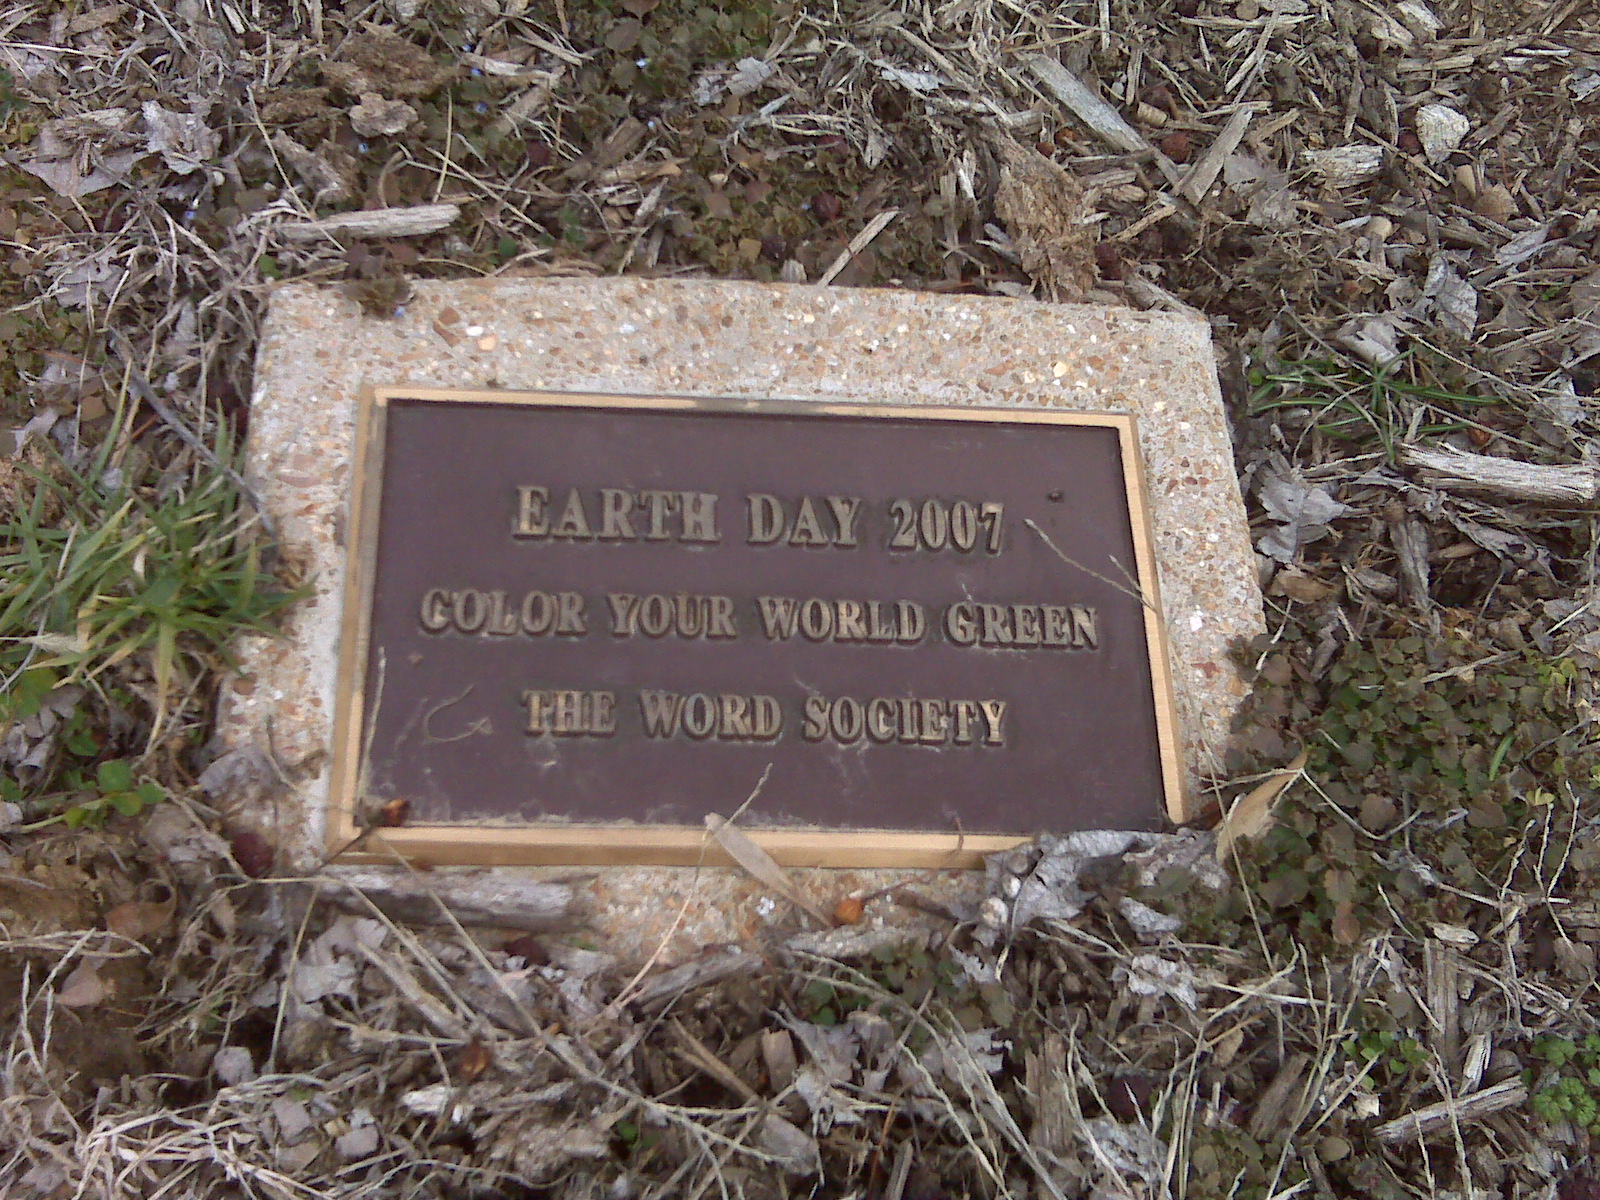 EARTH DAY 2007
COLOR YOUR WORLD GREEN
THE WORD SOCIETY